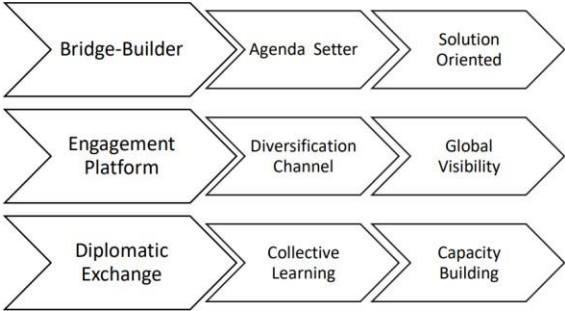 Bridge-Builder
Agenda Setter
Solution
Oriented
Engagement
Platform
Diversification
Channel
Global
Visibility
Diplomatic
Exchange
Collective
Learning
Capacity
Building